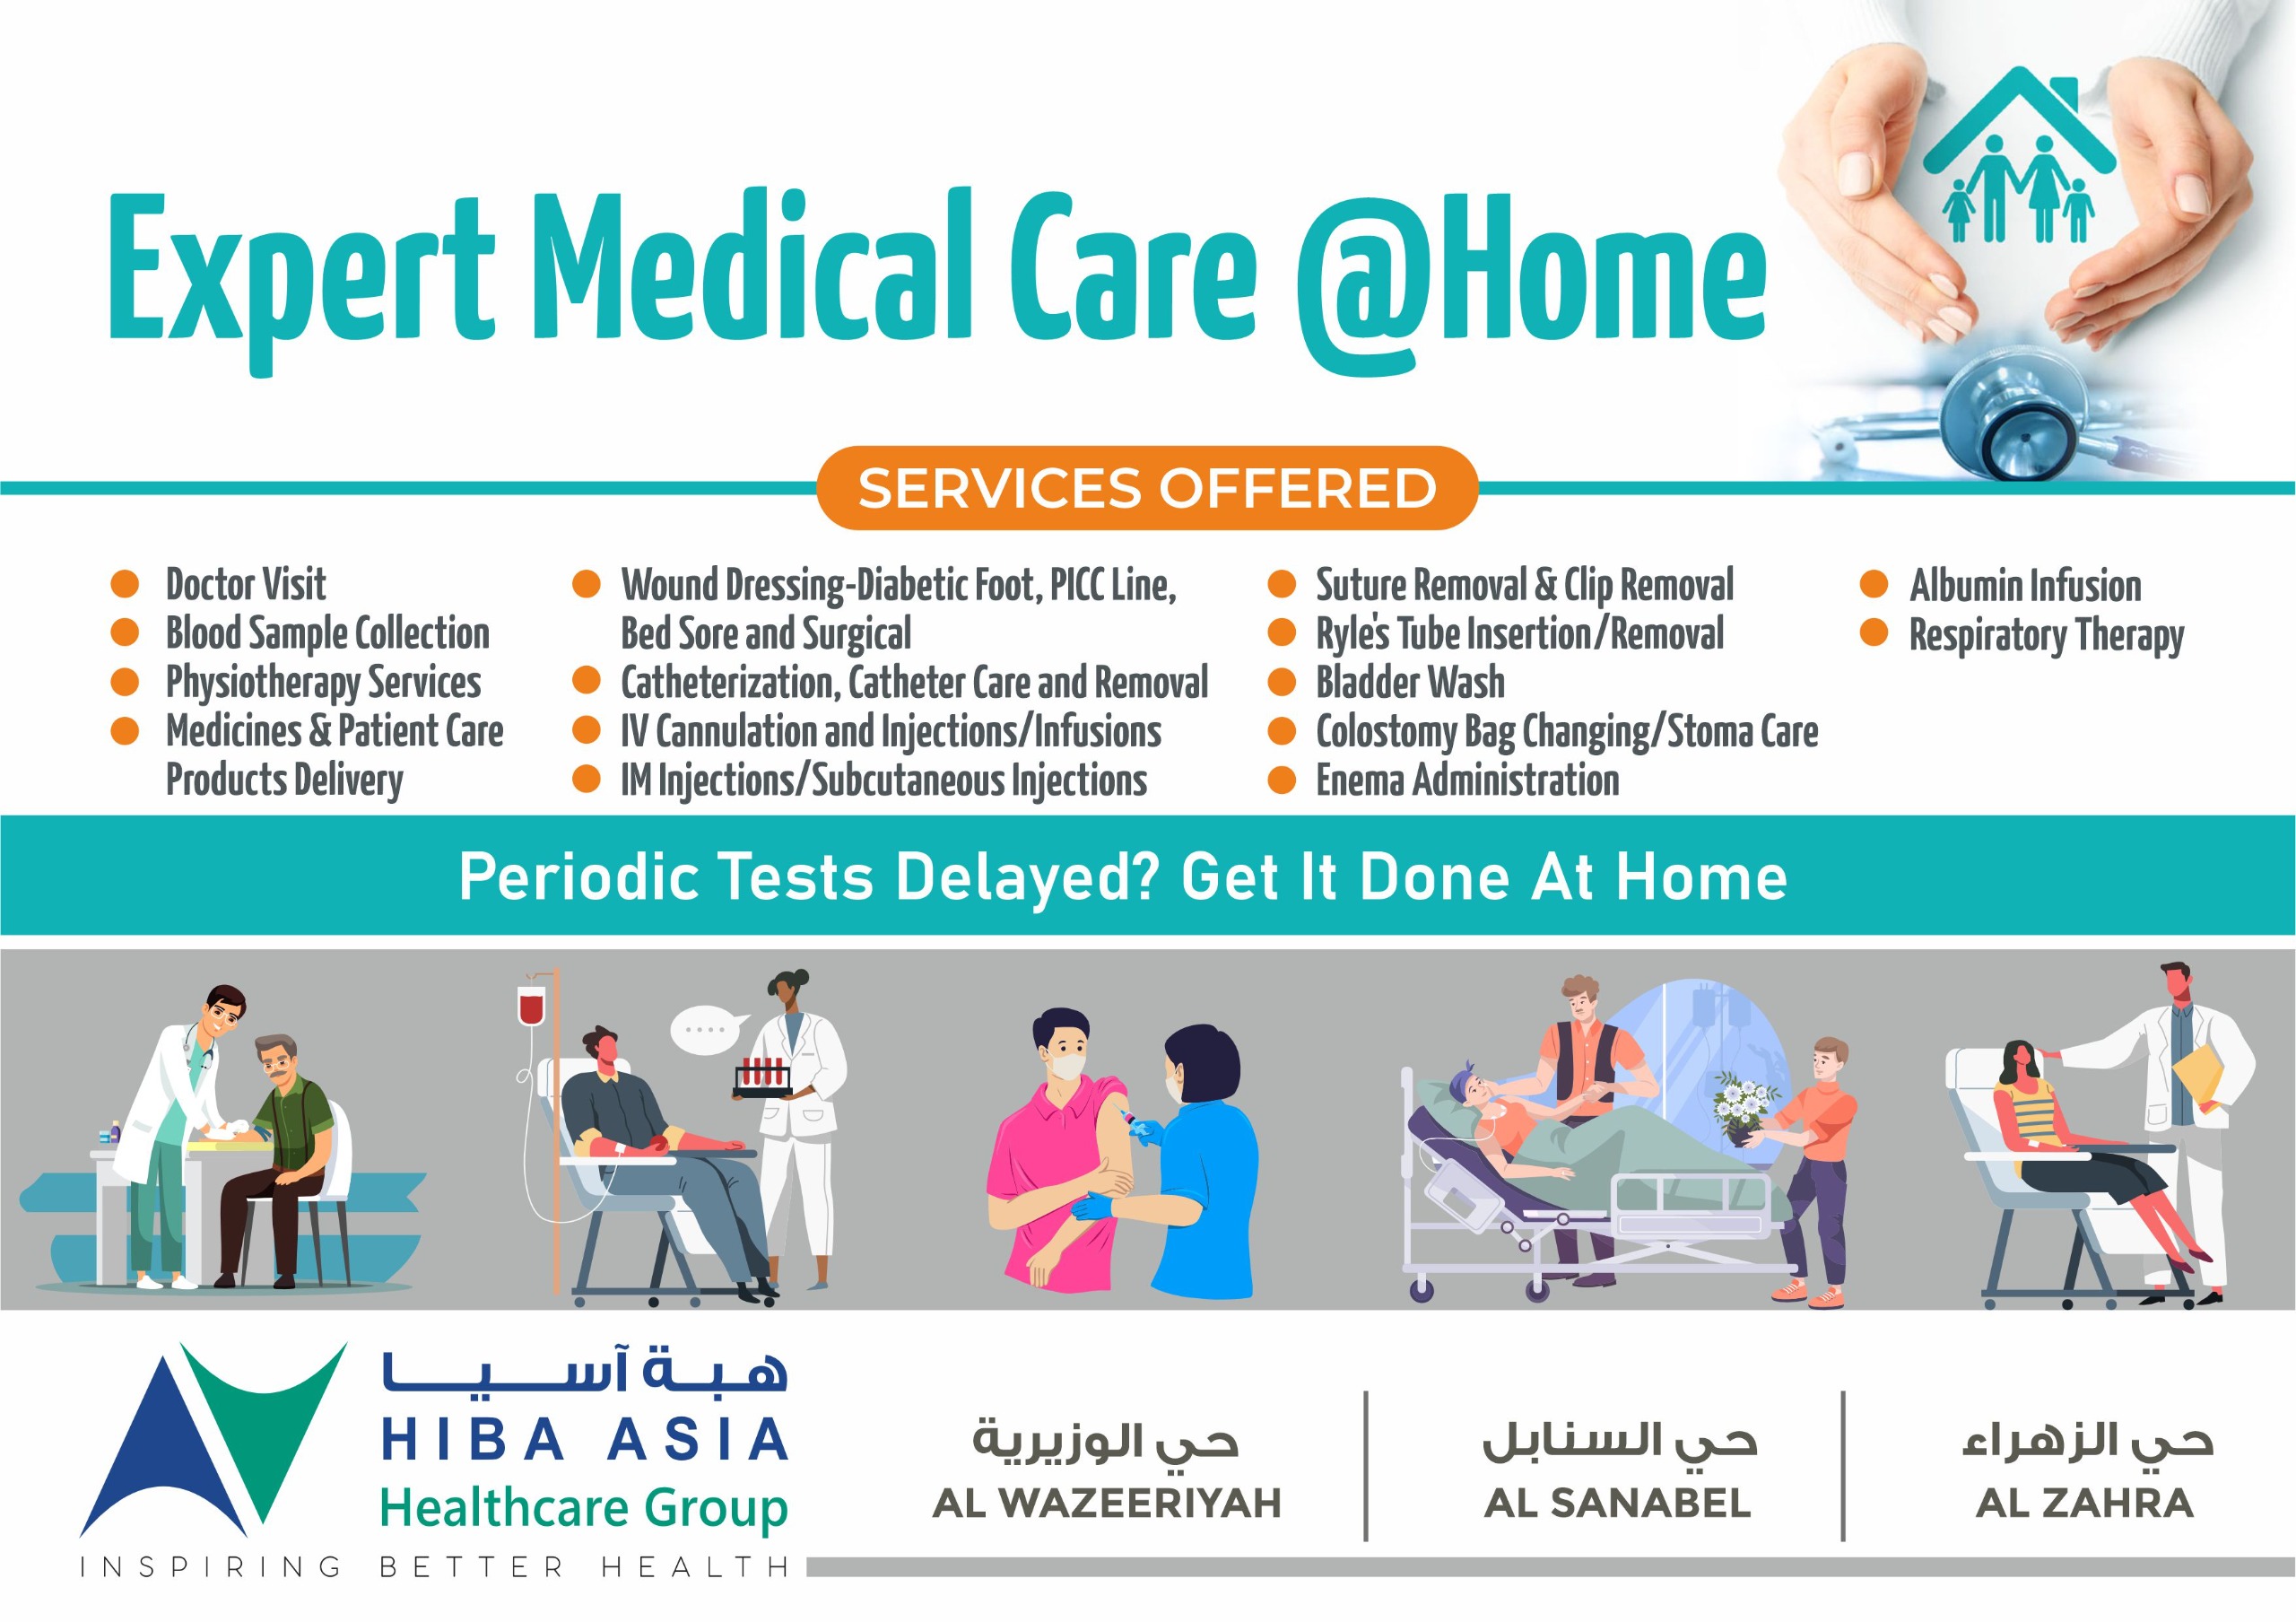 Expert Medical Care @Home
SERVICES OFFERED
Doctor Visit
Blood Sample Collection
Physiotherapy Services
Medicines & Patient Care
Products Delivery
Wound Dressing-Diabetic Foot, PICC Line,
Bed Sore and Surgical
Catheterization, Catheter Care and Removal
IV Cannulation and Injections/Infusions
IM Injections/Subcutaneous Injections
Suture Removal & Clip Removal
Ryle's Tube Insertion/Removal
Bladder Wash
Colostomy Bag Changing/Stoma Care
Enema Administration
Albumin Infusion
Respiratory Therapy
Periodic Tests Delayed? Get It Done At Home
هبة آسيا
HIBA ASIA
Healthcare Group
INSPIRING BETTER HEALTH
حي الوزيرية
AL WAZEERIYAH
حي السنابل
AL SANABEL
حي الزهراء
AL ZAHRA